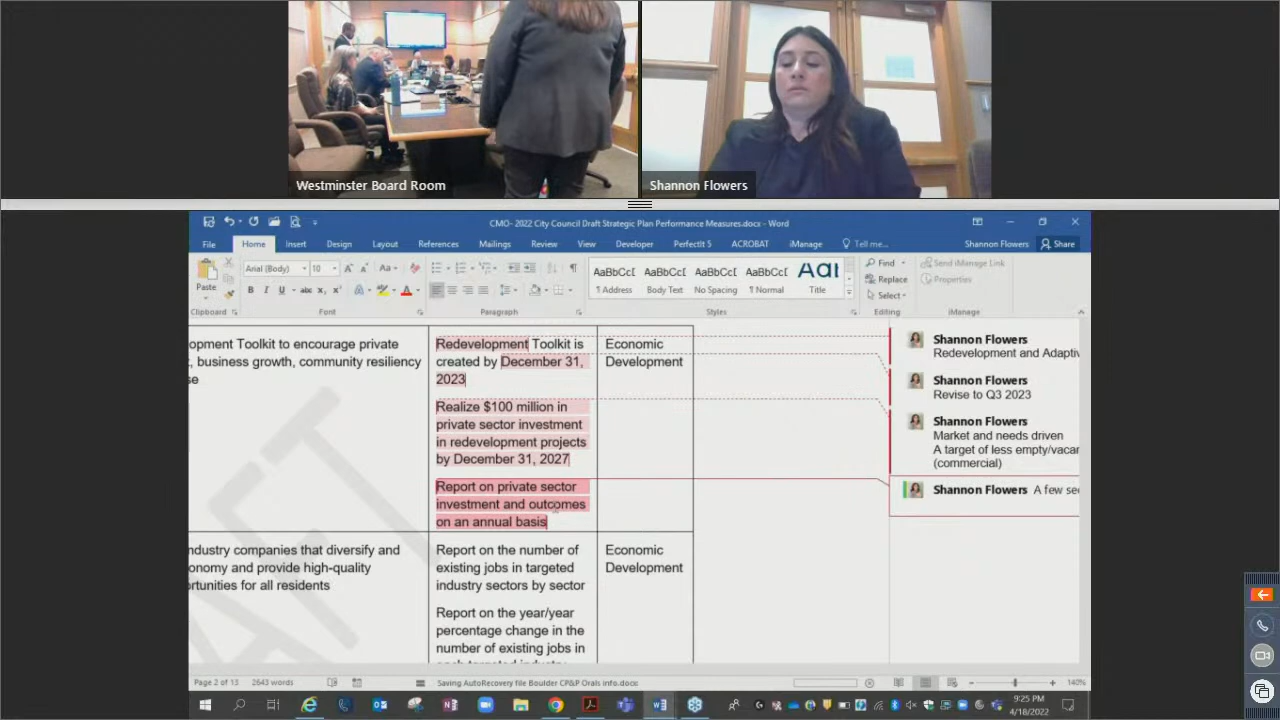 Westminster Board Room
Shannon Flowers
CMO- 2022 City Council Draft Strategic Plan Performance Measures.docx - Word
File Home Insert Design Layout References Mailings Review View Developer PerfectIt 5 ACROBAT iManage Tell me... Shannon Flowers Share
Paste
Arial (Body) 10
AaBbCcI AaBbCcI AaBbCcI AaBbCcI AaI
¶ Address Body Text No Spacing ¶ Normal Title
Find
Replace
Select
Send iManage Link
Properties
Clipboard Font Paragraph Styles Editing iManage
opment Toolkit to encourage private
, business growth, community resiliency
se
Redevelopment Toolkit is
created by December 31,
2023
Realize $100 million in
private sector investment
in redevelopment projects
by December 31, 2027
Report on private sector
investment and outcomes
on an annual basis
Economic
Development
ndustry companies that diversify and
onomy and provide high-quality
rtunities for all residents
Report on the number of
existing jobs in targeted
industry sectors by sector
Report on the year/year
percentage change in the
number of existing jobs in
each targeted industry
Economic
Development
Shannon Flowers
Redevelopment and Adaptiv
Shannon Flowers
Revise to Q3 2023
Shannon Flowers
Market and needs driven
A target of less empty/vacan
(commercial)
Shannon Flowers A few se
AFT
Page 2 of 13 2643 words Saving AutoRecovery file Boulder CP&P Orals info.docx 140%
9:25 PM
4/18/2022